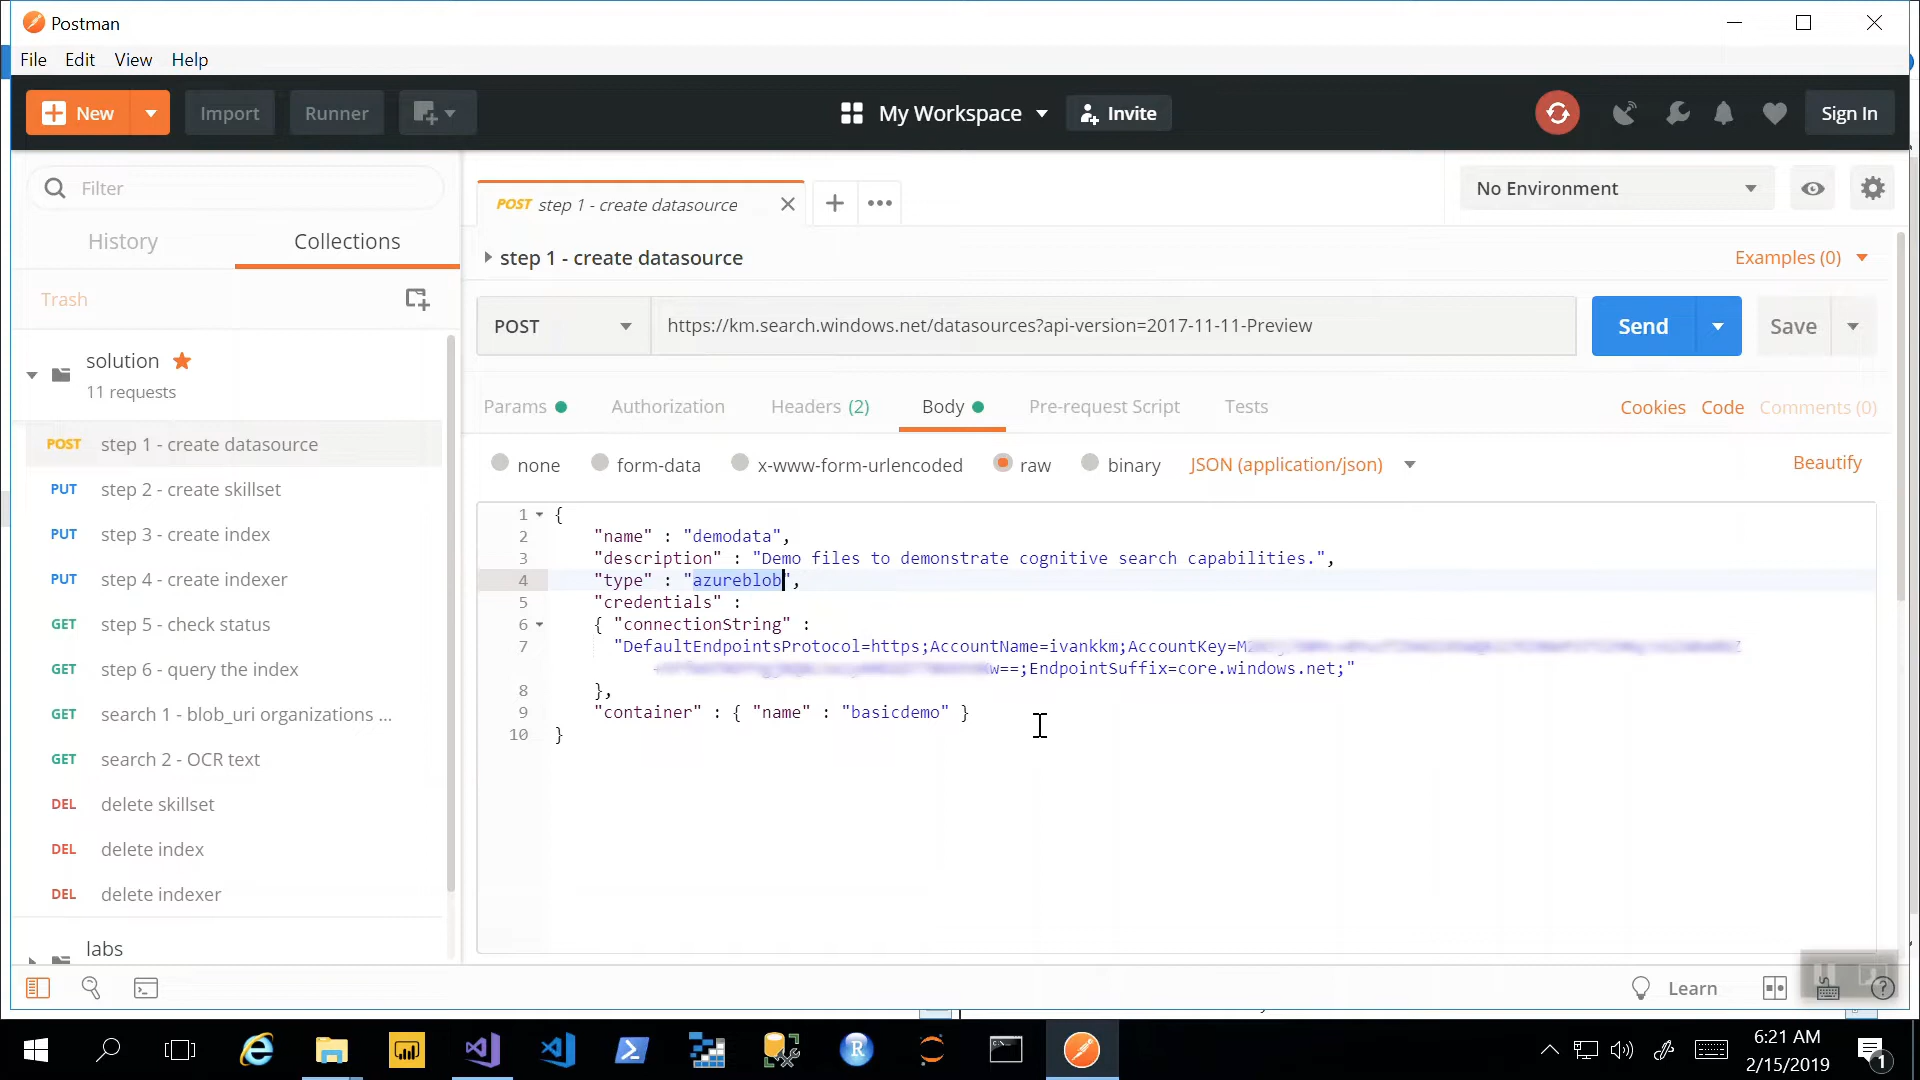 Postman
File Edit View Help
New Import Runner My Workspace Invite Sign In
Filter
History Collections
Trash
solution
11 requests
POST step 1 - create datasource
PUT step 2 - create skillset
PUT step 3 - create index
PUT step 4 - create indexer
GET step 5 - check status
GET step 6 - query the index
GET search 1 - blob_uri organizations ...
GET search 2 - OCR text
DEL delete skillset
DEL delete index
DEL delete indexer
labs
POST step 1 - create datasource
No Environment
step 1 - create datasource
Examples (0)
POST https://km.search.windows.net/datasources?api-version=2017-11-11-Preview Send Save
Params Authorization Headers (2) Body Pre-request Script Tests Cookies Code Comments (0)
none form-data x-www-form-urlencoded raw binary JSON (application/json) Beautify
1 {
2 "name" : "demodata",
3 "description" : "Demo files to demonstrate cognitive search capabilities.",
4 "type" : "azureblob",
5 "credentials" :
6 { "connectionString" :
7 "DefaultEndpointsProtocol=https;AccountName=ivankkm;AccountKey=M
w==;EndpointSuffix=core.windows.net;"
8 },
9 "container" : { "name" : "basicdemo" }
10 }
Learn
6:21 AM
2/15/2019
1